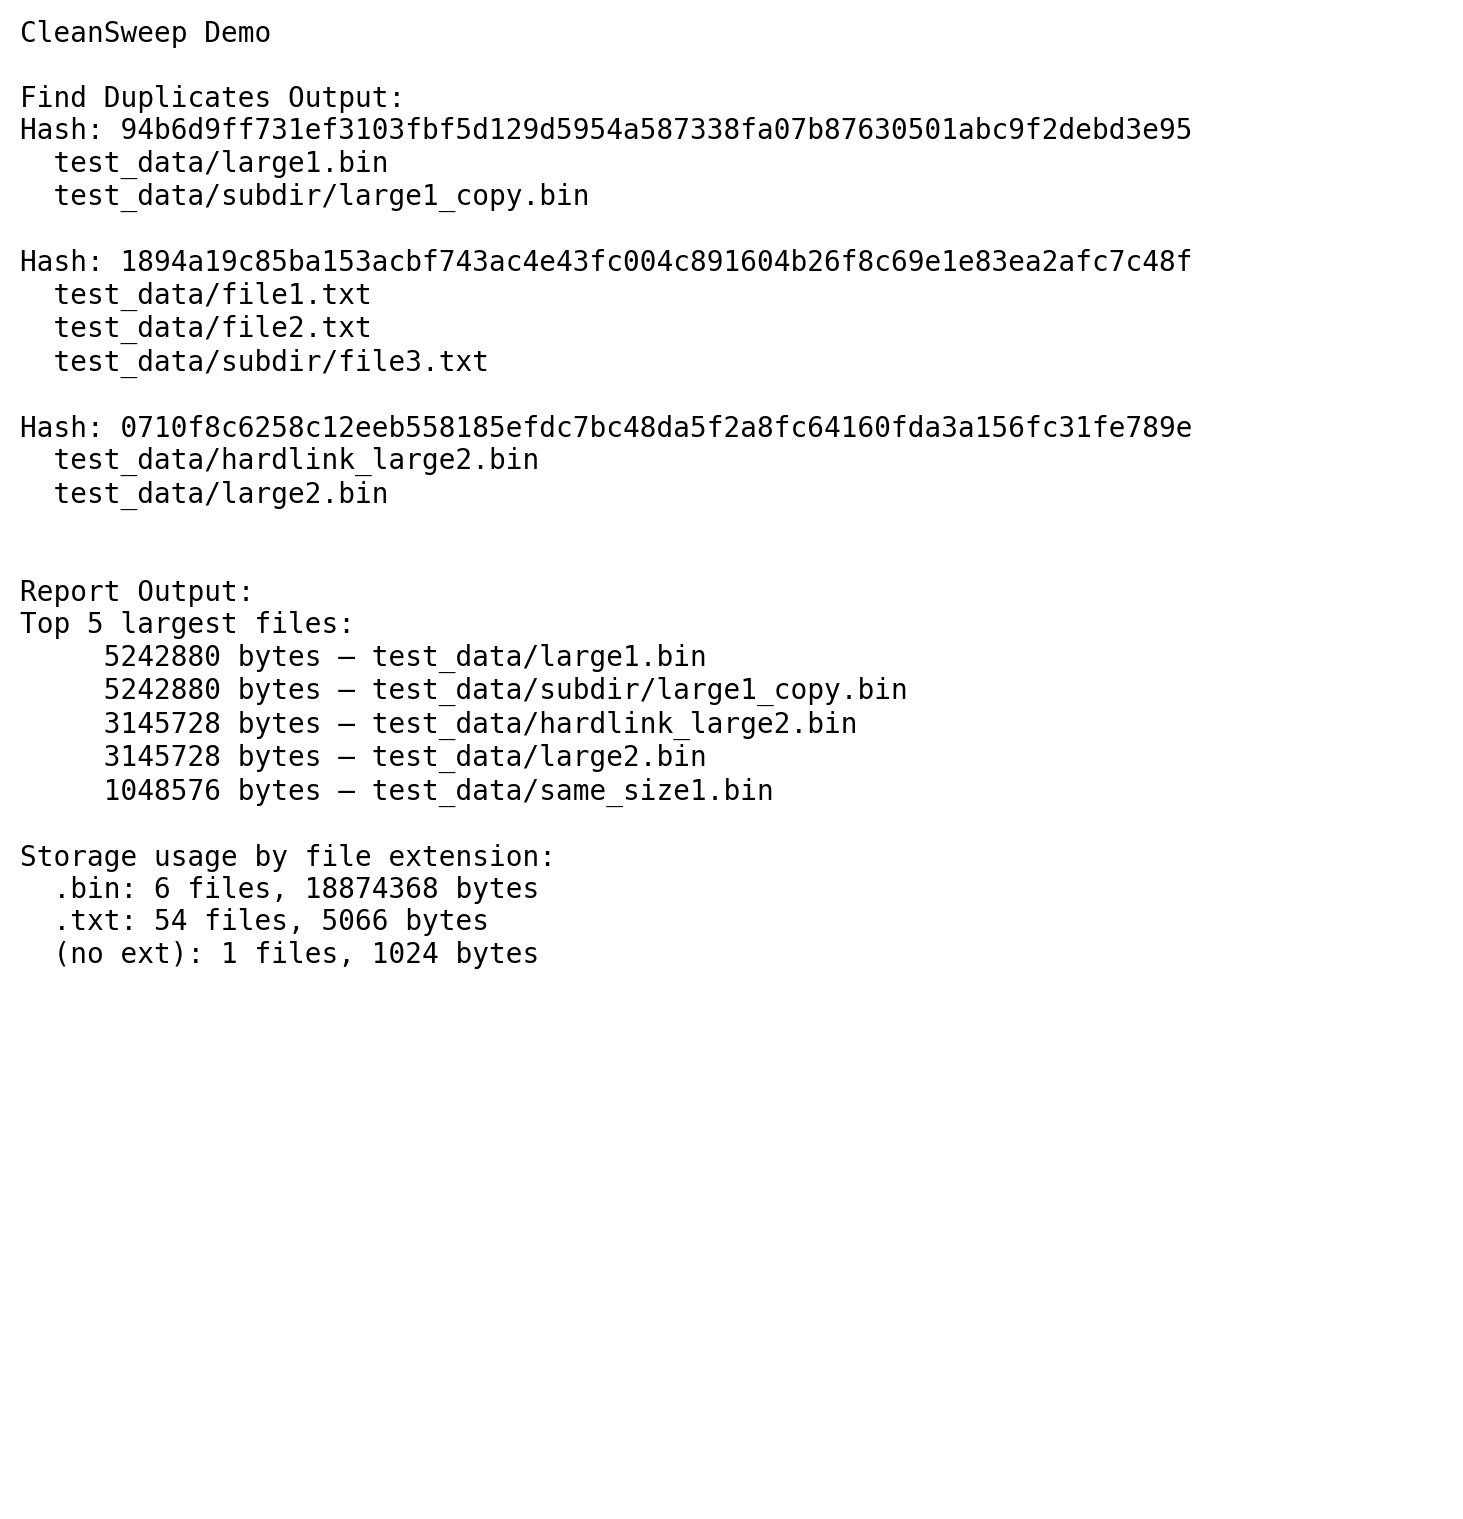 CleanSweep Demo
Find Duplicates Output:
Hash: 94b6d9ff731ef3103fbf5d129d5954a587338fa07b87630501abc9f2debd3e95
test_data/large1.bin
test_data/subdir/large1_copy.bin
Hash: 1894a19c85ba153acbf743ac4e43fc004c891604b26f8c69e1e83ea2afc7c48f
test_data/file1.txt
test_data/file2.txt
test_data/subdir/file3.txt
Hash: 0710f8c6258c12eeb558185efdc7bc48da5f2a8fc64160fda3a156fc31fe789e
test_data/hardlink_large2.bin
test_data/large2.bin
Report Output:
Top 5 largest files:
5242880 bytes — test_data/large1.bin
5242880 bytes — test_data/subdir/large1_copy.bin
3145728 bytes — test_data/hardlink_large2.bin
3145728 bytes — test_data/large2.bin
1048576 bytes — test_data/same_size1.bin
Storage usage by file extension:
.bin: 6 files, 18874368 bytes
.txt: 54 files, 5066 bytes
(no ext): 1 files, 1024 bytes